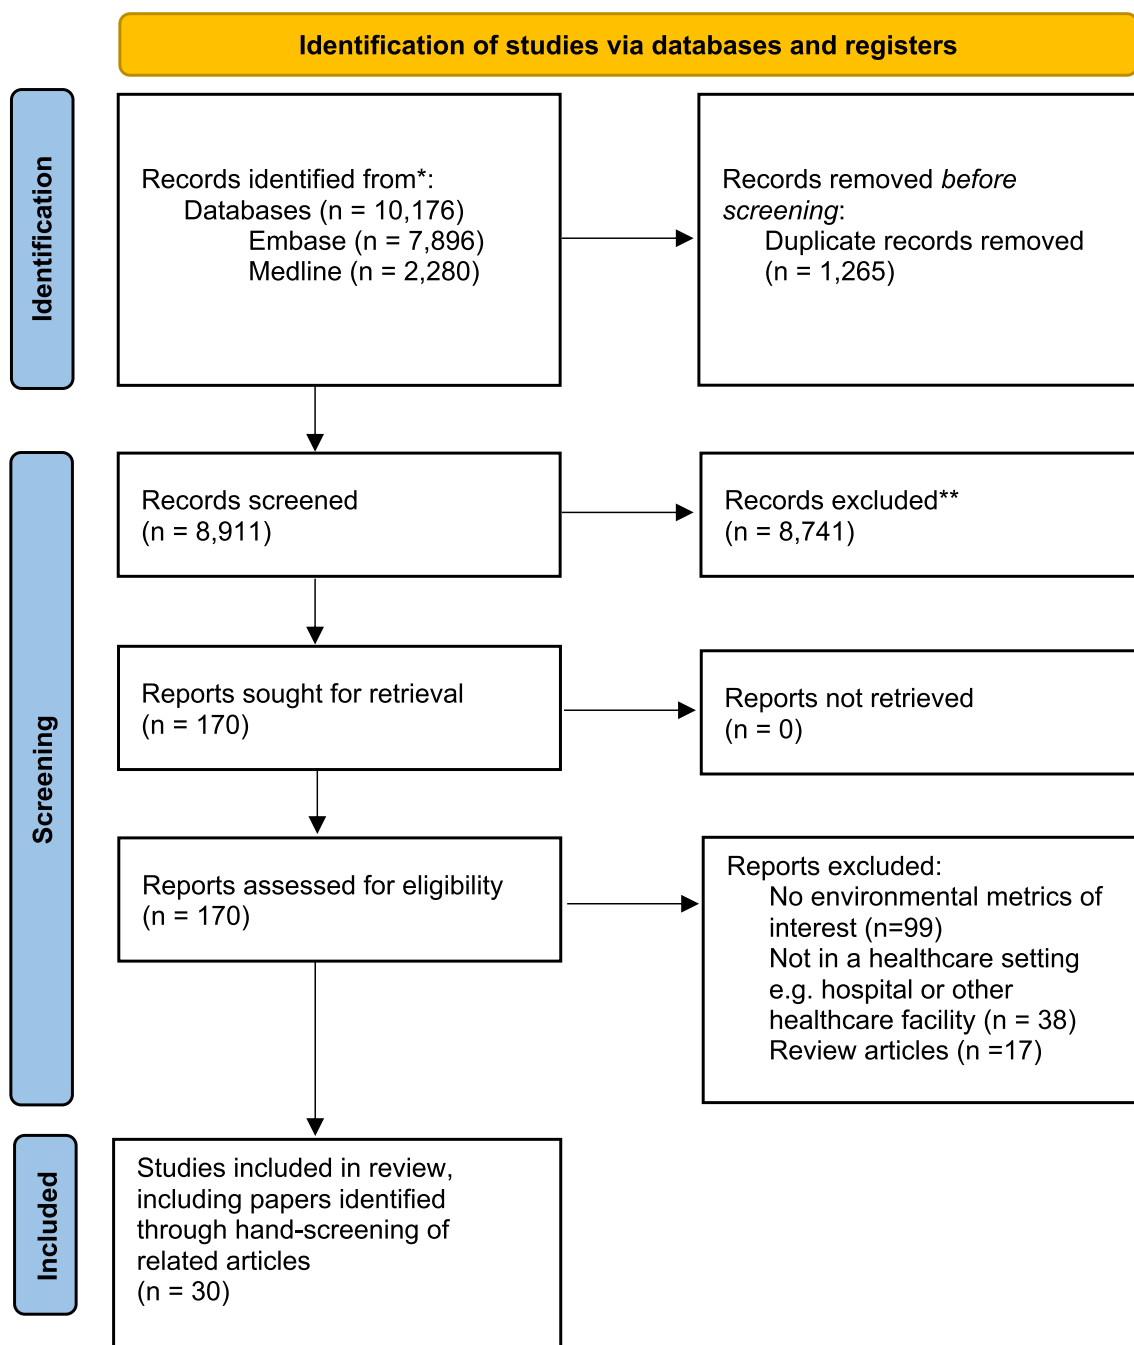 Identification of studies via databases and registers
Identification
Records identified from*:
Databases (n = 10,176)
Embase (n = 7,896)
Medline (n = 2,280)
Records removed before
screening:
Duplicate records removed
(n = 1,265)
Screening
Records screened
(n = 8,911)
Records excluded**
(n = 8,741)
Reports sought for retrieval
(n = 170)
Reports not retrieved
(n = 0)
Reports assessed for eligibility
(n = 170)
Reports excluded:
No environmental metrics of
interest (n=99)
Not in a healthcare setting
e.g. hospital or other
healthcare facility (n = 38)
Review articles (n =17)
Included
Studies included in review,
including papers identified
through hand-screening of
related articles
(n = 30)